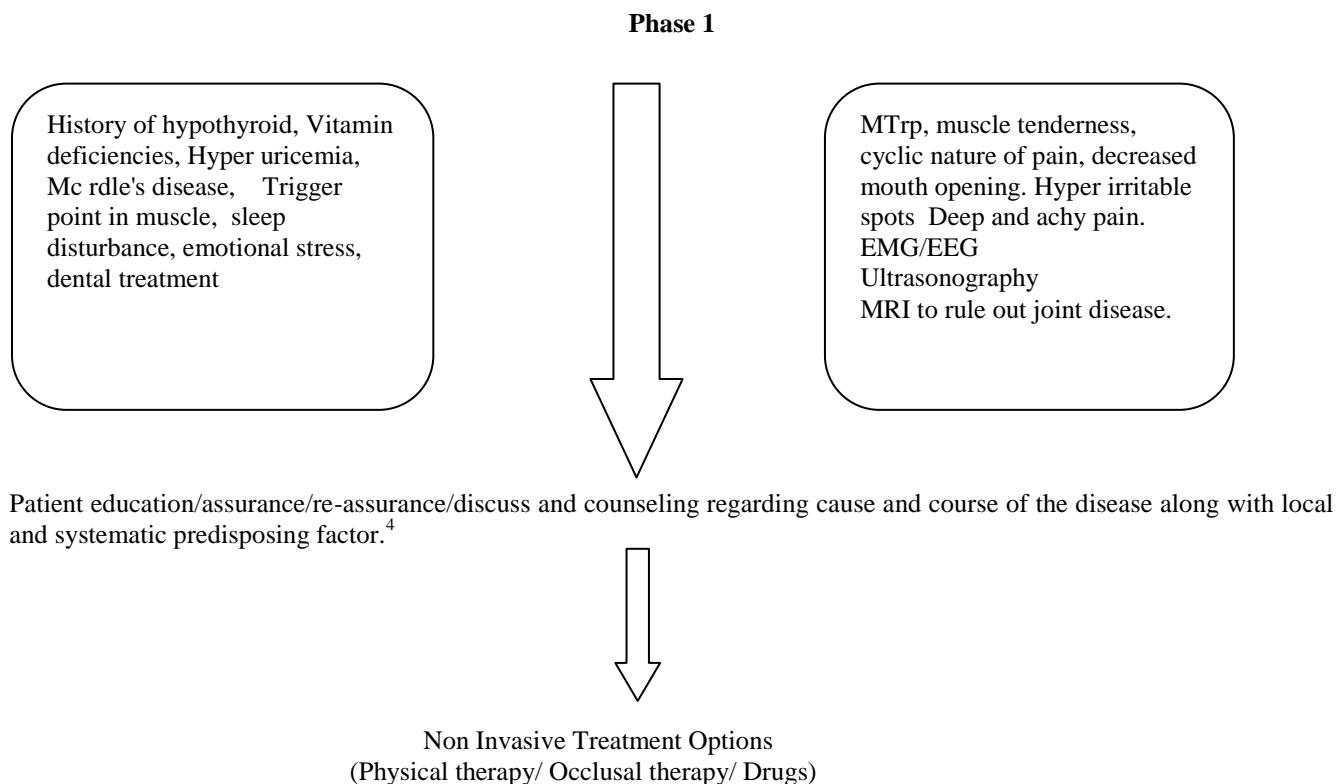 Phase 1
History of hypothyroid, Vitamin
deficiencies, Hyper uricemia,
Mc rdle's disease, Trigger
point in muscle, sleep
disturbance, emotional stress,
dental treatment
MTrp, muscle tenderness,
cyclic nature of pain, decreased
mouth opening. Hyper irritable
spots Deep and achy pain.
EMG/EEG
Ultrasonography
MRI to rule out joint disease.
Patient education/assurance/re-assurance/discuss and counseling regarding cause and course of the disease along with local
and systematic predisposing factor.4
Non Invasive Treatment Options
(Physical therapy/ Occlusal therapy/ Drugs)